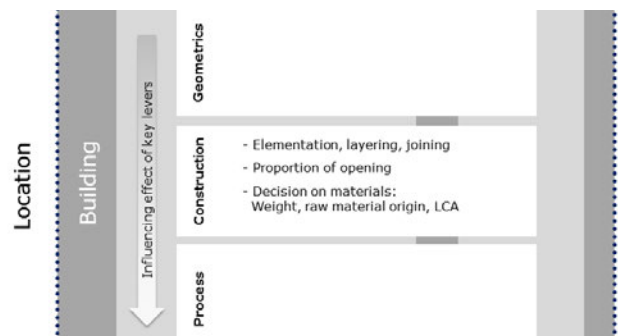 Location
Building
Influencing effect of key levers
Geometrics
Construction
- Elementation, layering, joining
- Proportion of opening
- Decision on materials:
Weight, raw material origin, LCA
Process